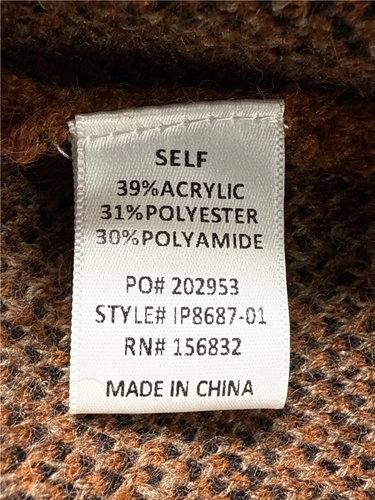 SELF
39%ACRYLIC
31%POLYESTER
30%POLYAMIDE
PO# 202953
STYLE# IP8687-01
RN# 156832
MADE IN CHINA